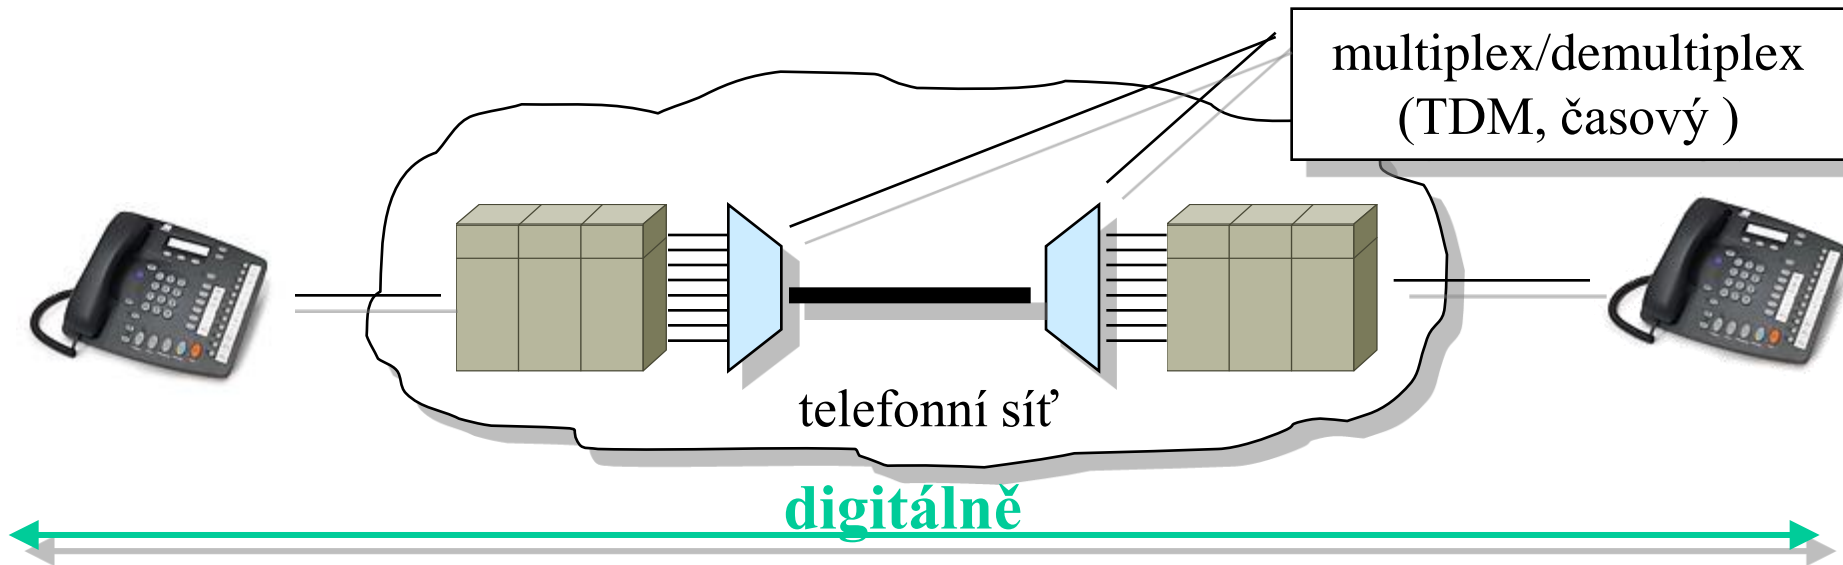 multiplex/demultiplex
(TDM, časový )
telefonní síť
digitálně